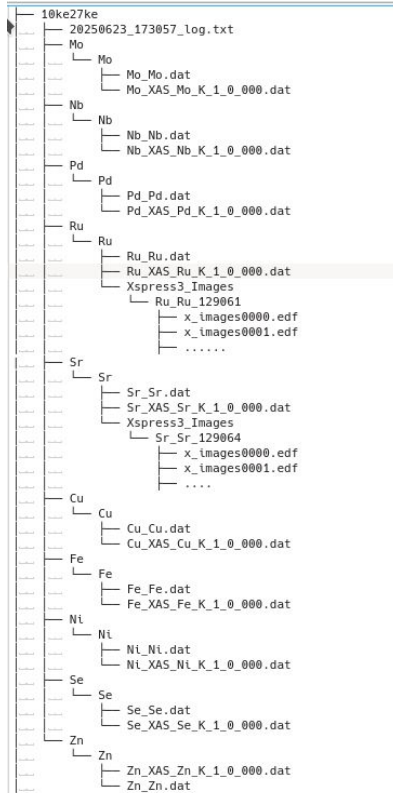 ├── 10ke27ke
│   ├── 20250623_173057_log.txt
│   ├── Mo
│   │   └── Mo
│   │       ├── Mo_Mo.dat
│   │       └── Mo_XAS_Mo_K_1_0_000.dat
│   ├── Nb
│   │   └── Nb
│   │       ├── Nb_Nb.dat
│   │       └── Nb_XAS_Nb_K_1_0_000.dat
│   ├── Pd
│   │   └── Pd
│   │       ├── Pd_Pd.dat
│   │       └── Pd_XAS_Pd_K_1_0_000.dat
│   ├── Ru
│   │   └── Ru
│   │       ├── Ru_Ru.dat
│   │       ├── Ru_XAS_Ru_K_1_0_000.dat
│   │       └── Xspress3_Images
│   │           └── Ru_Ru_129061
│   │               ├── x_images0000.edf
│   │               ├── x_images0001.edf
│   │               ├── ......
│   ├── Sr
│   │   └── Sr
│   │       ├── Sr_Sr.dat
│   │       ├── Sr_XAS_Sr_K_1_0_000.dat
│   │       └── Xspress3_Images
│   │           └── Sr_Sr_129064
│   │               ├── x_images0000.edf
│   │               ├── x_images0001.edf
│   │               ├── ....
│   ├── Cu
│   │   └── Cu
│   │       ├── Cu_Cu.dat
│   │       └── Cu_XAS_Cu_K_1_0_000.dat
│   ├── Fe
│   │   └── Fe
│   │       ├── Fe_Fe.dat
│   │       └── Fe_XAS_Fe_K_1_0_000.dat
│   ├── Ni
│   │   └── Ni
│   │       ├── Ni_Ni.dat
│   │       └── Ni_XAS_Ni_K_1_0_000.dat
│   ├── Se
│   │   └── Se
│   │       ├── Se_Se.dat
│   │       └── Se_XAS_Se_K_1_0_000.dat
│   └── Zn
│       └── Zn
│           ├── Zn_XAS_Zn_K_1_0_000.dat
│           └── Zn_Zn.dat